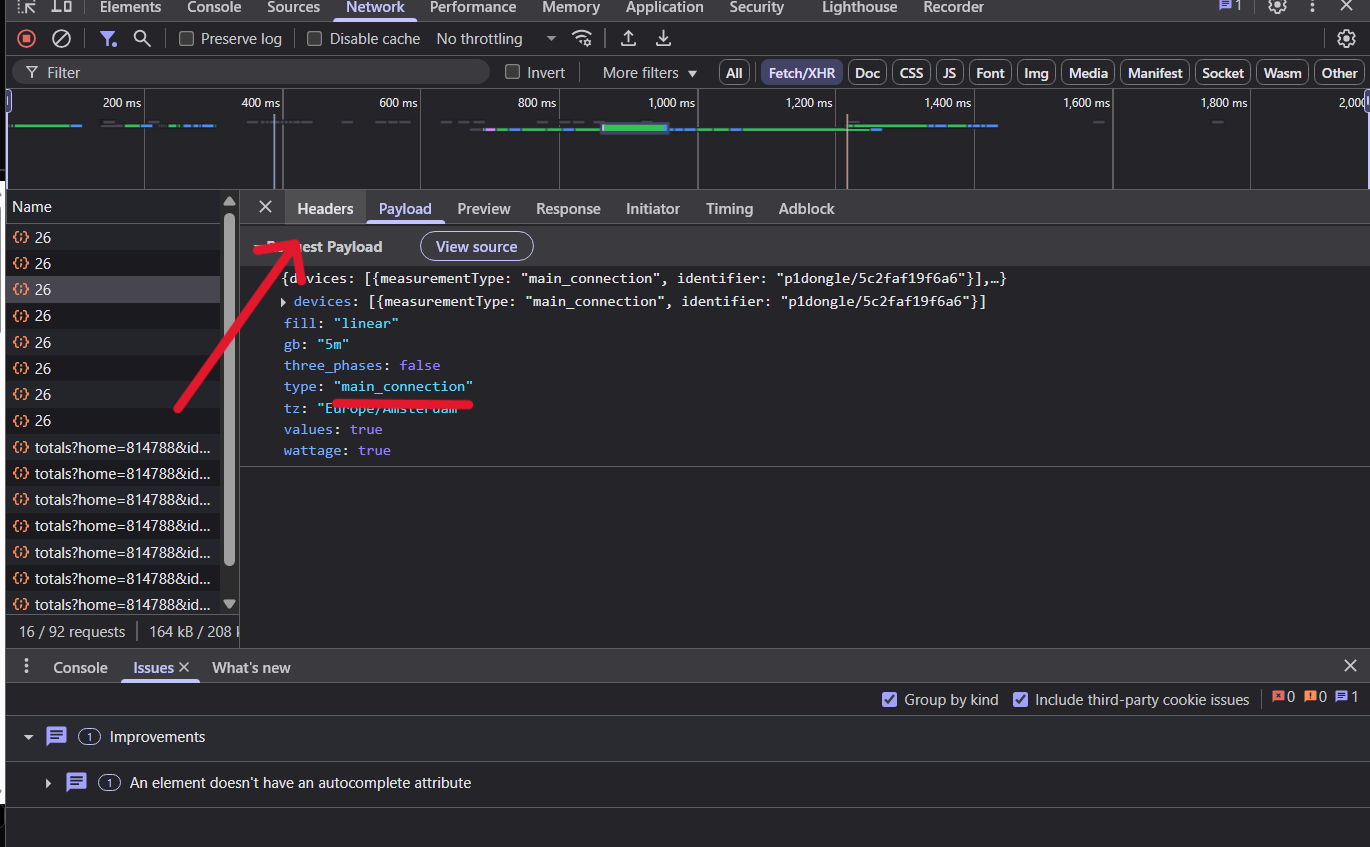 Elements Console Sources Network Performance Memory Application Security Lighthouse Recorder 1
Preserve log Disable cache No throttling
Filter Invert More filters All Fetch/XHR Doc CSS JS Font Img Media Manifest Socket Wasm Other
200 ms 400 ms 600 ms 800 ms 1,000 ms 1,200 ms 1,400 ms 1,600 ms 1,800 ms 2,000
Name
Headers Payload Preview Response Initiator Timing Adblock
26
26
26
26
26
26
26
26
totals?home=814788&id...
totals?home=814788&id...
totals?home=814788&id...
totals?home=814788&id...
totals?home=814788&id...
totals?home=814788&id...
totals?home=814788&id...
16 / 92 requests 164 kB / 208
Payload View source
{devices: [{measurementType: "main_connection", identifier: "p1dongle/5c2faf19f6a6"}],…}
devices: [{measurementType: "main_connection", identifier: "p1dongle/5c2faf19f6a6"}]
fill: "linear"
gb: "5m"
three_phases: false
type: "main_connection"
tz: "Europe/Amsterdam"
values: true
wattage: true
Console Issues What's new
Group by kind Include third-party cookie issues 0 0 1
1 Improvements
1 An element doesn't have an autocomplete attribute